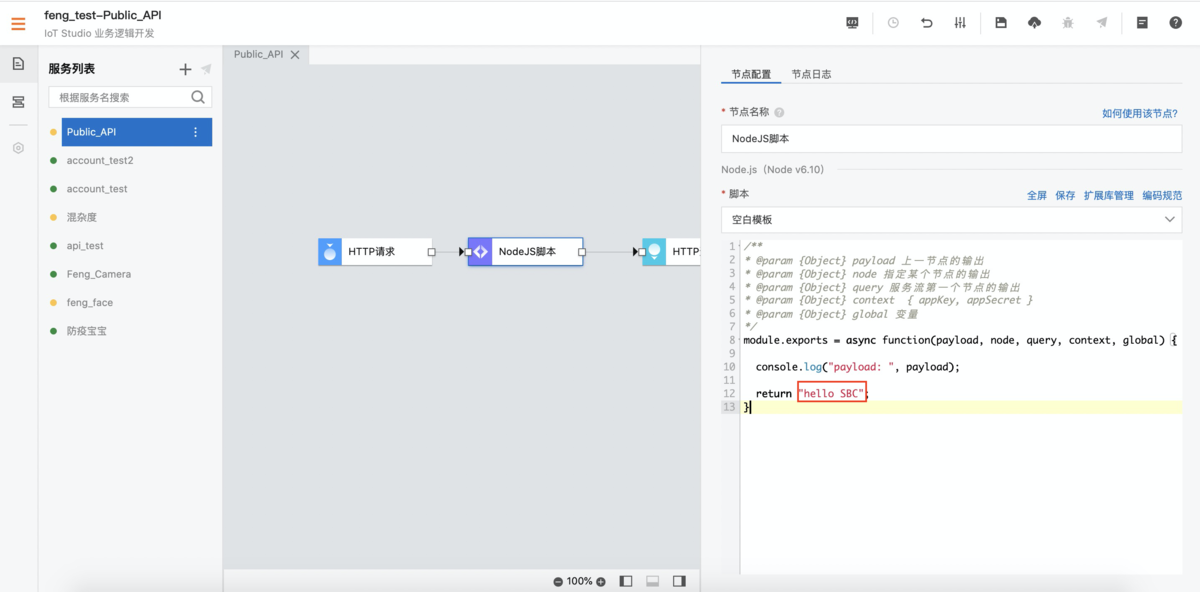 feng_test-Public_API
IoT Studio 业务逻辑开发
服务列表
根据服务名搜索
Public_API
account_test2
account_test
混杂度
api_test
Feng_Camera
feng_face
防疫宝宝
Public_API
HTTP请求
NodeJS脚本
HTTP
100%
节点配置 节点日志
* 节点名称 如何使用该节点?
NodeJS脚本
Node.js（Node v6.10）
* 脚本 全屏 保存 扩展库管理 编码规范
空白模板
1 /**
2 * @param {Object} payload 上一节点的输出
3 * @param {Object} node 指定某个节点的输出
4 * @param {Object} query 服务流第一个节点的输出
5 * @param {Object} context { appKey, appSecret }
6 * @param {Object} global 变量
7 */
8 module.exports = async function(payload, node, query, context, global) {
9
10 console.log("payload: ", payload);
11
12 return "hello SBC";
13 }